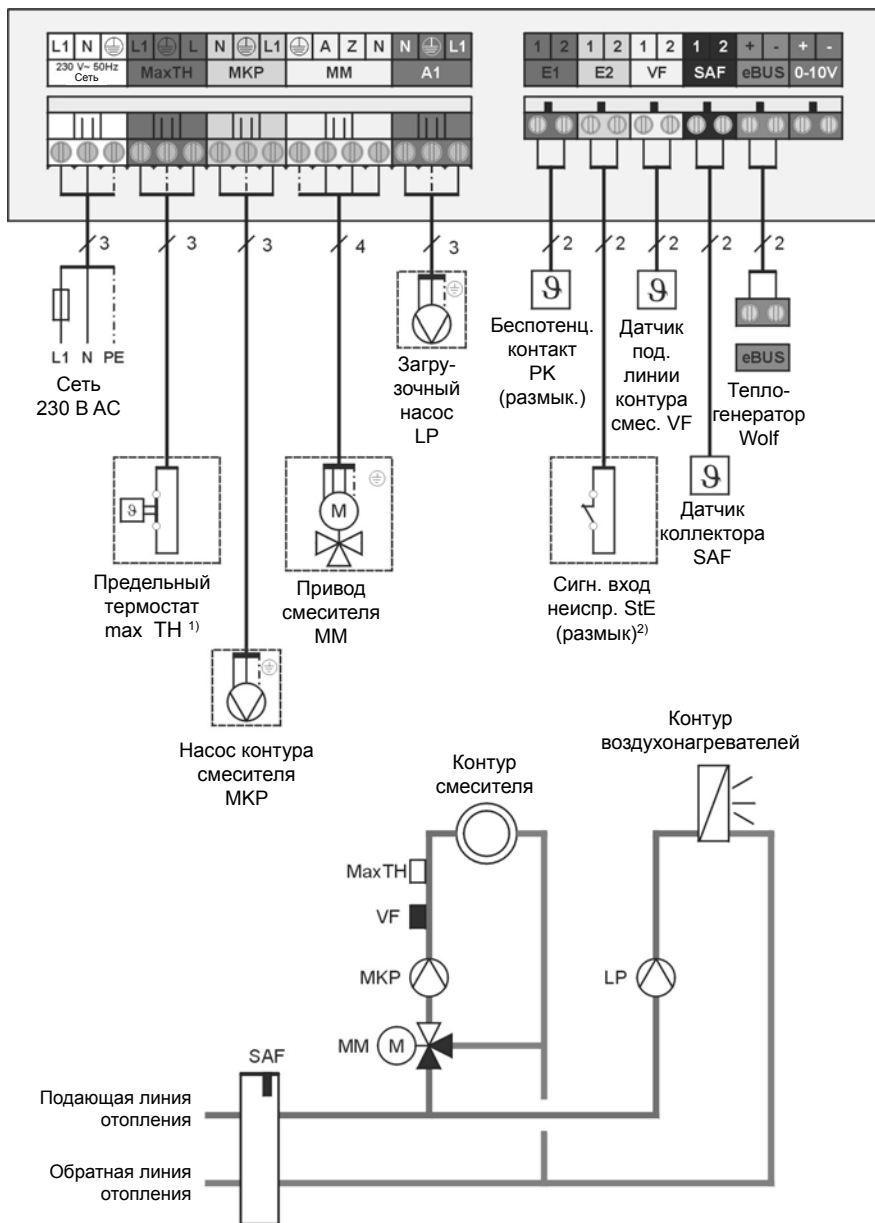 L1 N L1 L N L1 A Z N N L1
230 V~ 50Hz
Сеть
MaxTH MKP MM A1
1 2 1 2 1 2 1 2 + - + -
E1 E2 VF SAF eBUS 0-10V
3 3 3 4 3 2 2 2 2 2
L1 N PE
Сеть
230 В AC
Загру-
зочный
насос
LP
ϑ
Беспотенц.
контакт
PK
(размык.)
ϑ
Датчик
под.
линии
контура
смес. VF
eBUS
Тепло-
генератор
Wolf
ϑ
Предельный
термостат
max TH 1)
M
Привод
смесителя
MM
Сигн. вход
неиспр. StE
(размык)2)
ϑ
Датчик
коллектора
SAF
Насос контура
смесителя
MKP
Контур
смесителя
Контур
воздухонагревателей
MaxTH
VF
MKP
LP
MM M
SAF
Подающая линия
отопления
Обратная линия
отопления